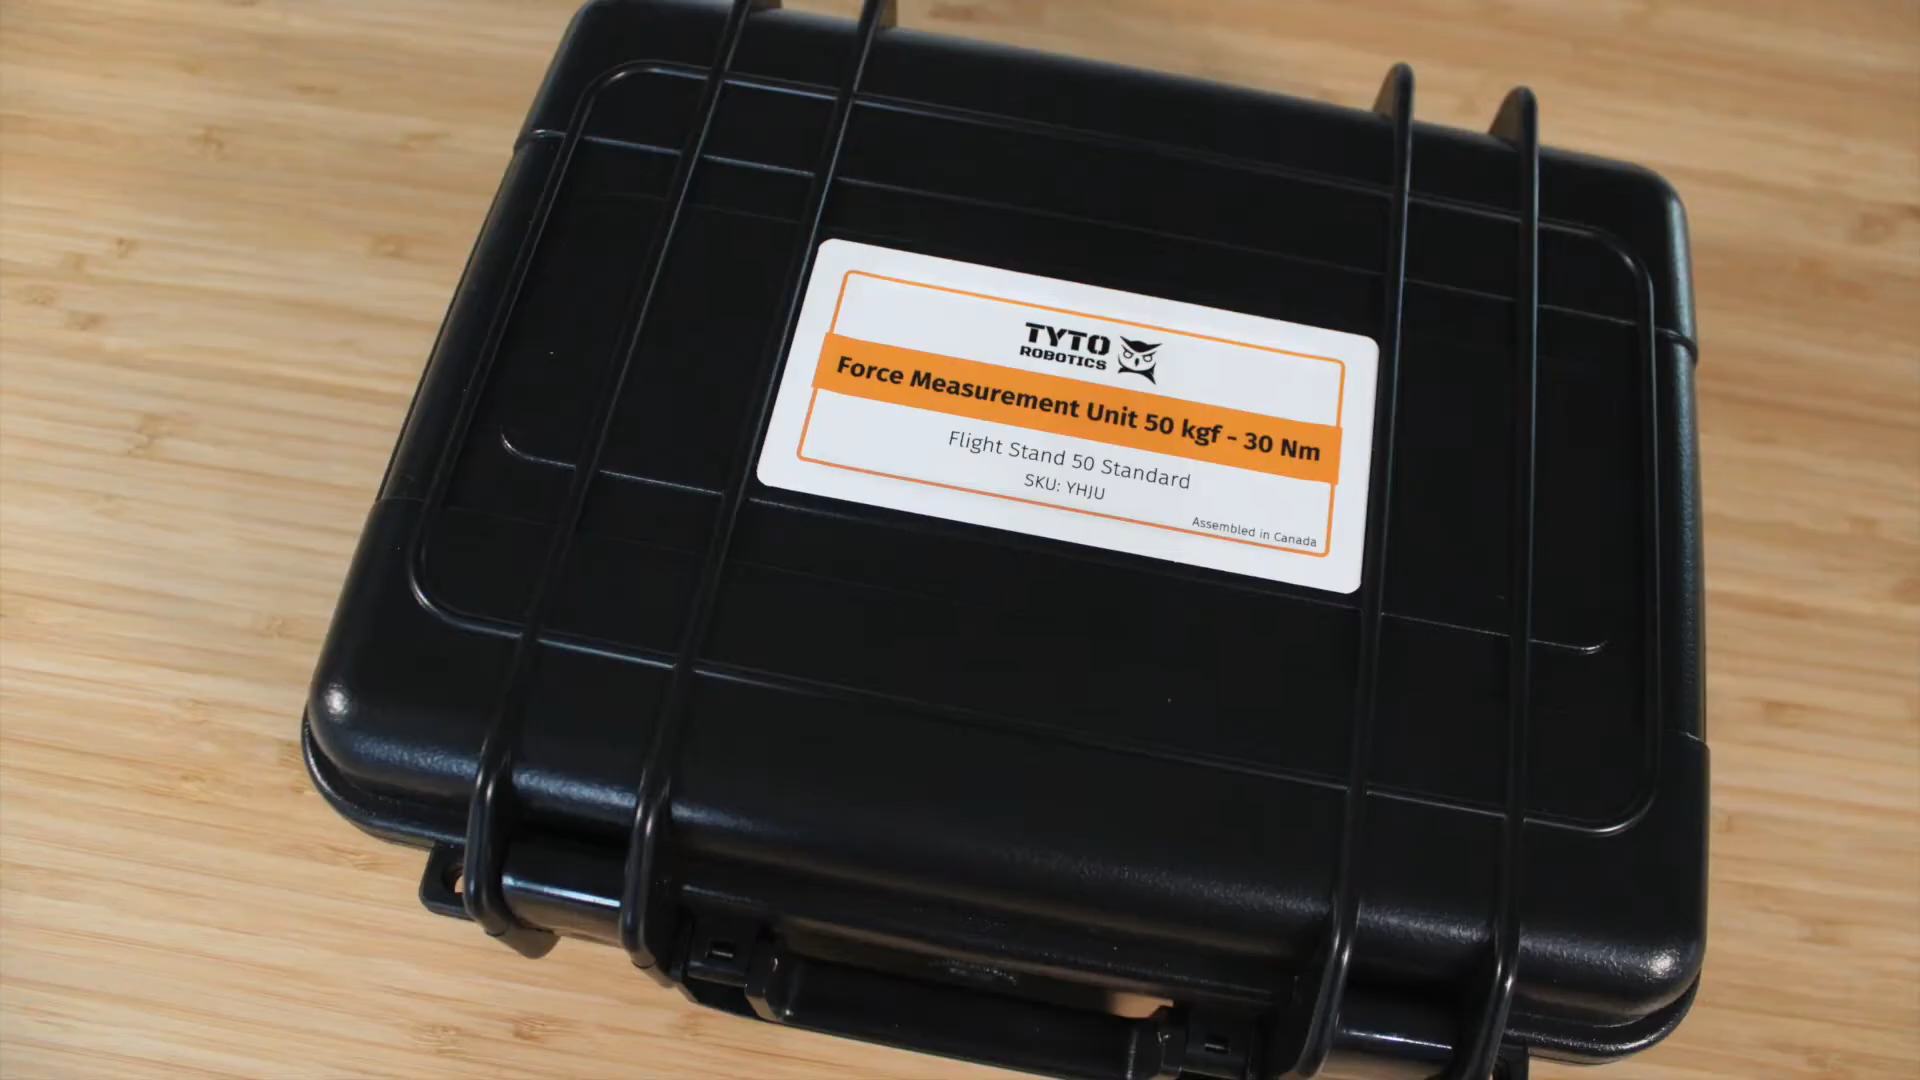 TYTO
ROBOTICS
Force Measurement Unit 50 kgf - 30 Nm
Flight Stand 50 Standard
SKU: YHJU
Assembled in Canada